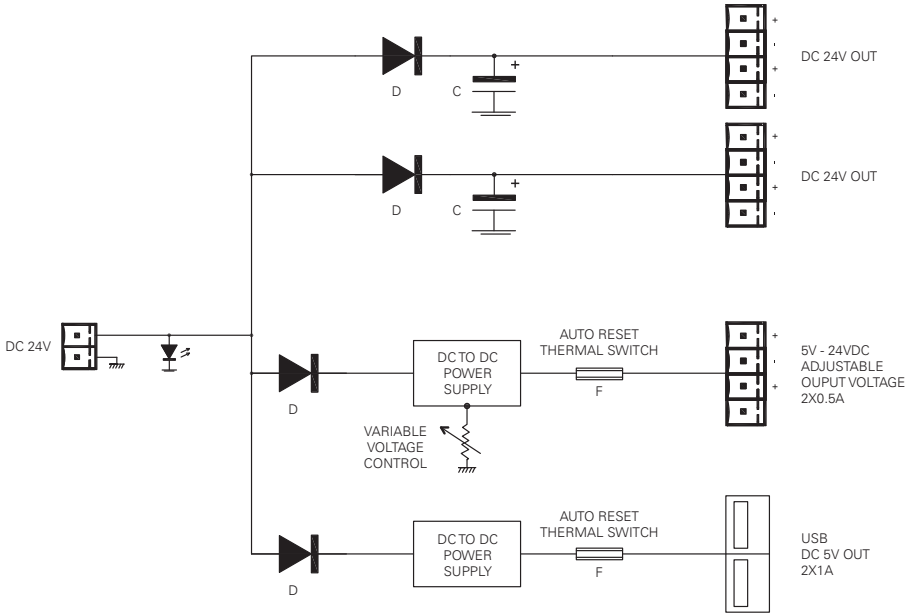 +
-
+
-
DC 24V OUT
D
C
+
+
-
+
-
DC 24V OUT
D
C
+
DC 24V
AUTO RESET
THERMAL SWITCH
F
DC TO DC
POWER
SUPPLY
D
VARIABLE
VOLTAGE
CONTROL
+
-
+
5V - 24VDC
ADJUSTABLE
OUPUT VOLTAGE
2X0.5A
AUTO RESET
THERMAL SWITCH
F
DC TO DC
POWER
SUPPLY
D
USB
DC 5V OUT
2X1A